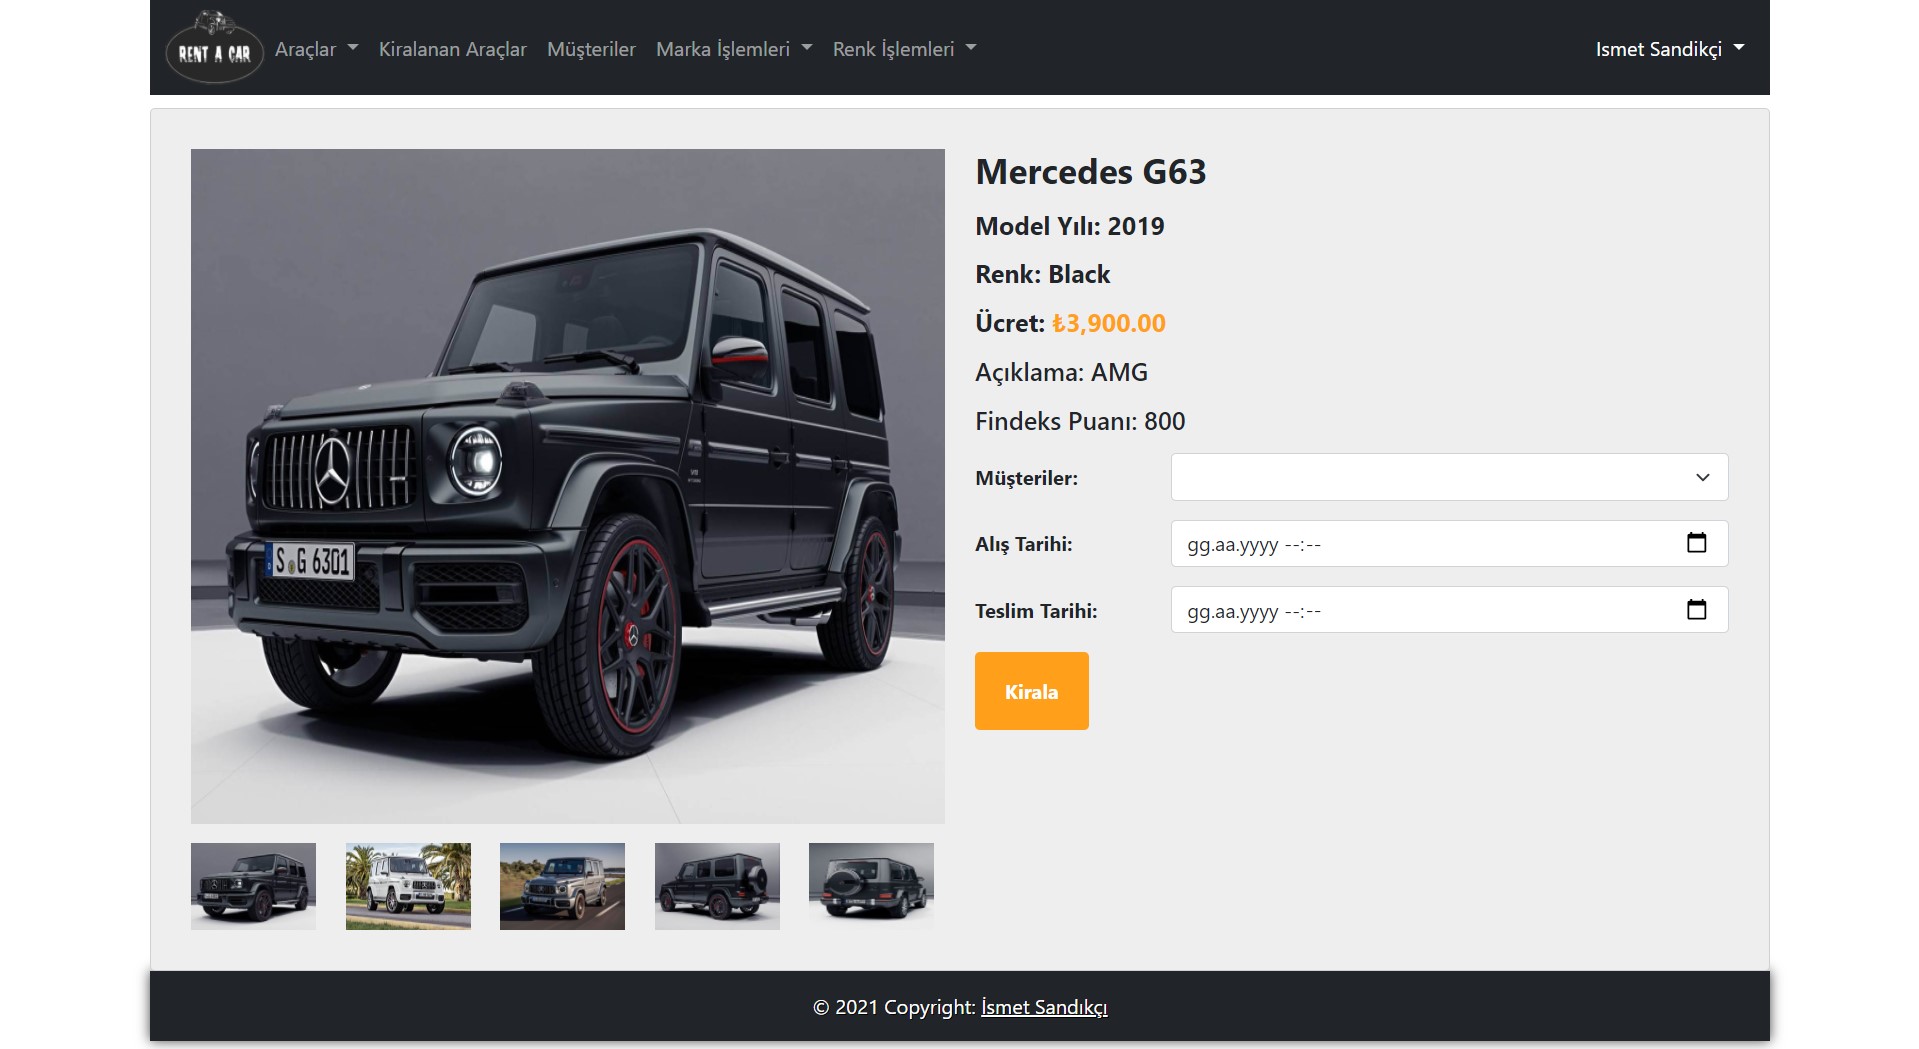 RENT A CAR
Araçlar Kiralanan Araçlar Müşteriler Marka İşlemleri Renk İşlemleri Ismet Sandikçi
Mercedes G63
Model Yılı: 2019
Renk: Black
Ücret: ₺3,900.00
Açıklama: AMG
Findeks Puanı: 800
Müşteriler:
Alış Tarihi: gg.aa.yyyy --:--
Teslim Tarihi: gg.aa.yyyy --:--
Kirala
S G 6301
© 2021 Copyright: İsmet Sandıkçı